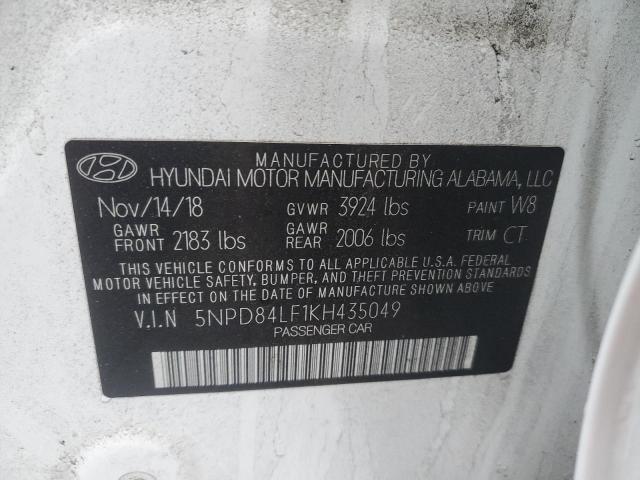 MANUFACTURED BY
HYUNDAI MOTOR MANUFACTURING ALABAMA, LLC
Nov/14/18 GVWR 3924 lbs PAINT W8
GAWR FRONT 2183 lbs GAWR REAR 2006 lbs TRIM CT
THIS VEHICLE CONFORMS TO ALL APPLICABLE U.S.A. FEDERAL
MOTOR VEHICLE SAFETY, BUMPER, AND THEFT PREVENTION STANDARDS
IN EFFECT ON THE DATE OF MANUFACTURE SHOWN ABOVE.
V.I.N 5NPD84LF1KH435049
PASSENGER CAR